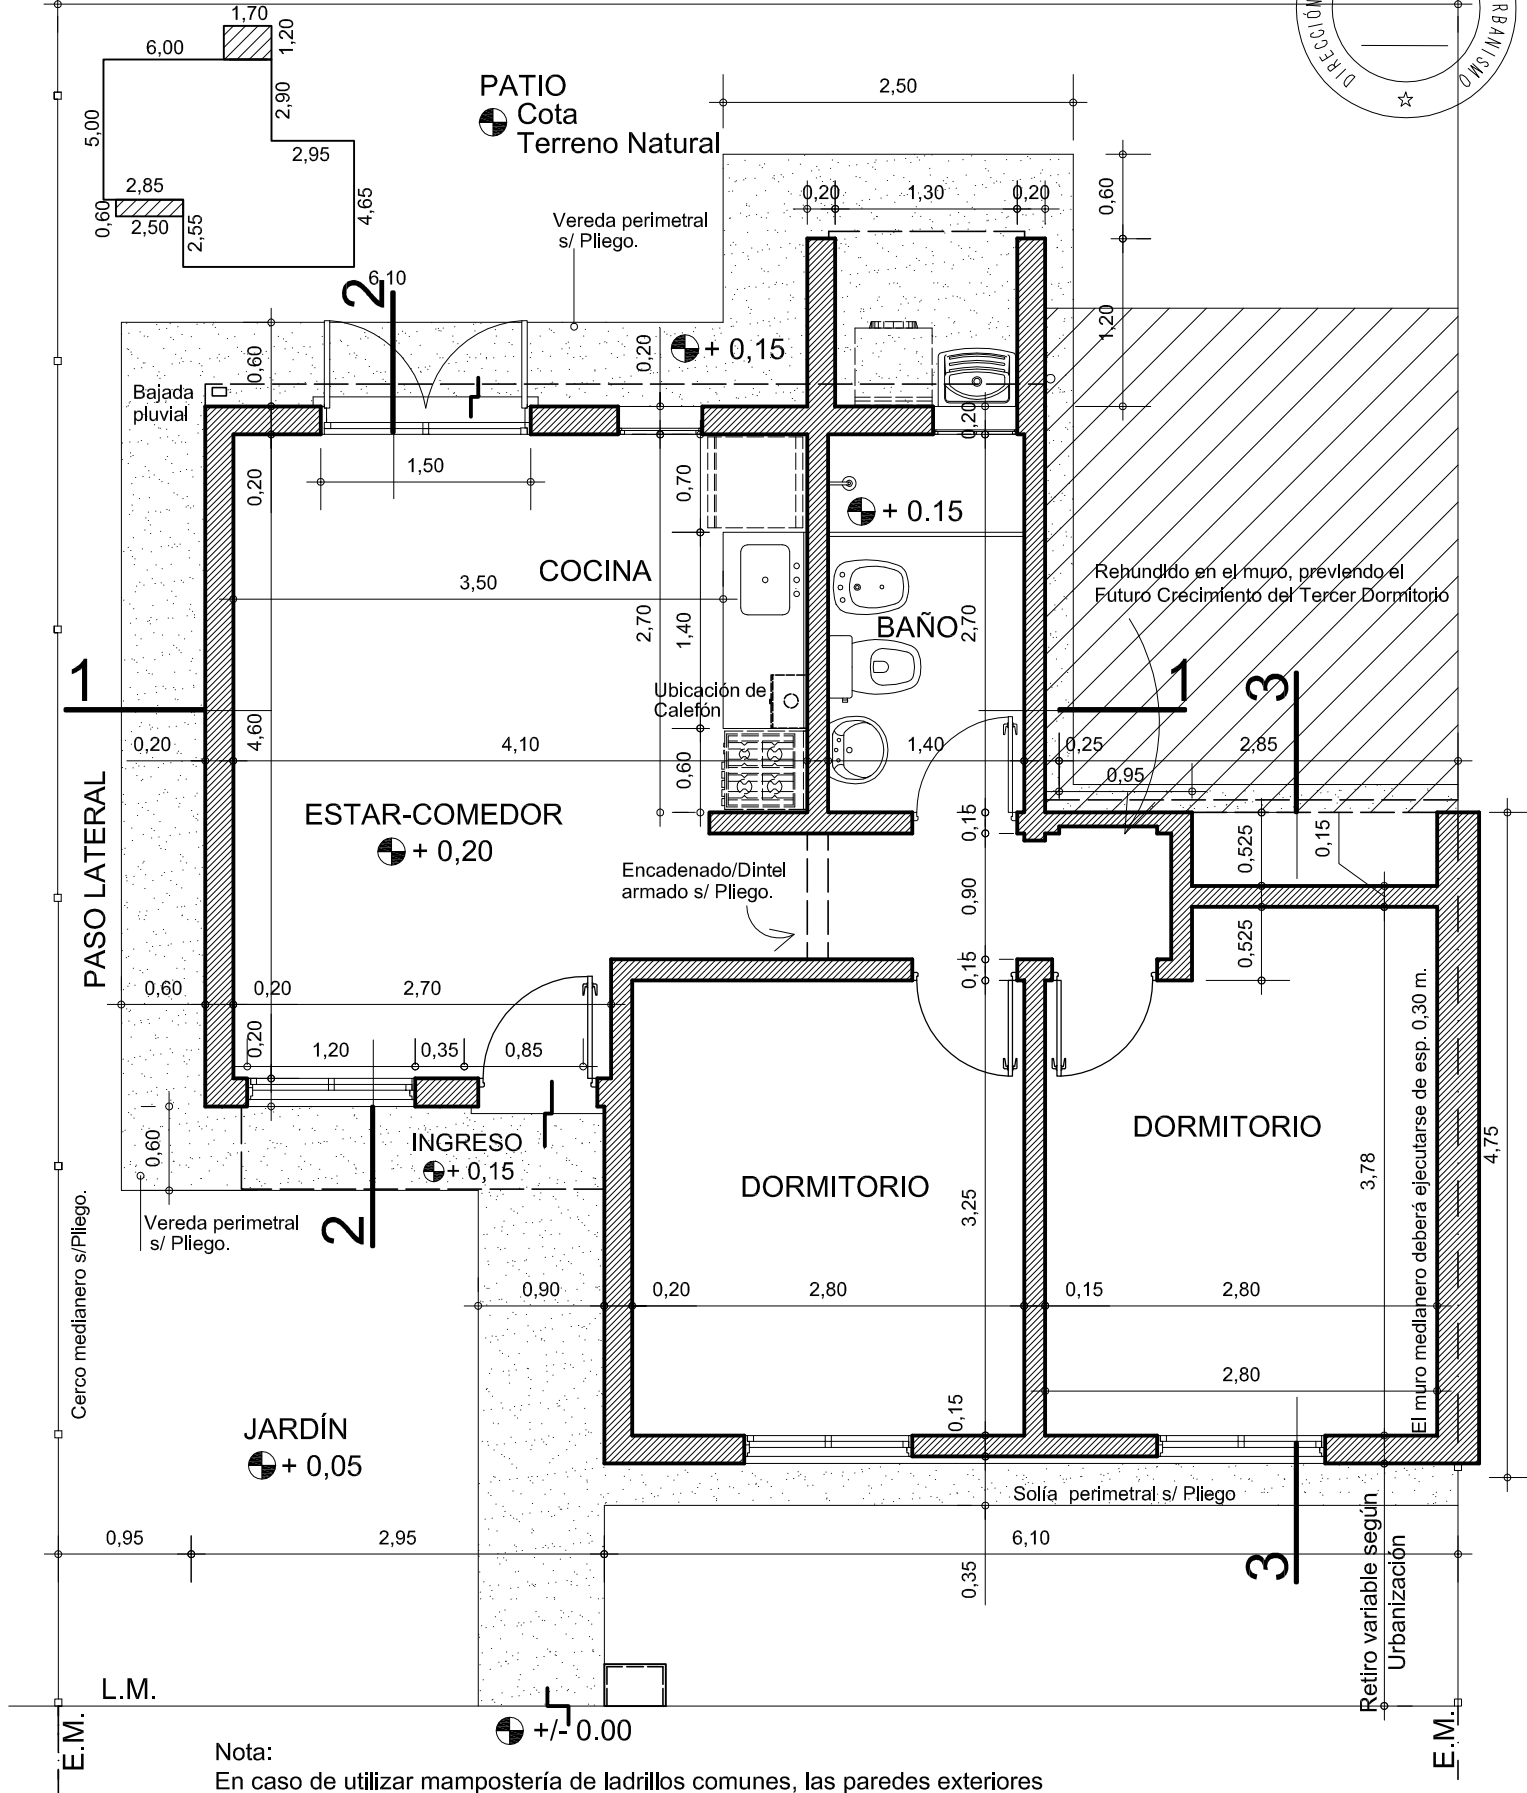 1,70
1,20
6,00
2,90
5,00
2,95
2,85
4,65
0,60
2,50
2,55
DIRECCIÓN
RBANISMO
PATIO
Cota
Terreno Natural
2,50
0,20
1,30
0,20
0,60
Vereda perimetral
s/ Pliego.
6,10
2
1,20
0,60
0,20
+ 0,15
Bajada
pluvial
0,20
1,50
0,70
0,20
+ 0.15
COCINA
3,50
Rehundido en el muro, previendo el
Futuro Crecimiento del Tercer Dormitorio
2,70
1,40
BAÑO
2,70
1
Ubicación de
Calefón
1
3
0,20
4,60
4,10
0,60
1,40
0,25
2,85
0,95
PASO LATERAL
ESTAR-COMEDOR
+ 0,20
0,15
0,525
0,15
Encadenado/Dintel
armado s/ Pliego.
0,90
0,525
0,15
0,60
0,20
2,70
0,20
1,20
0,35
0,85
El muro medianero deberá ejecutarse de esp. 0,30 m.
4,75
0,60
INGRESO
+ 0,15
DORMITORIO
3,78
DORMITORIO
3,25
Cerco medianero s/Pliego.
Vereda perimetral
s/ Pliego.
2
0,90
0,20
2,80
0,15
2,80
2,80
0,15
JARDÍN
+ 0,05
Solía perimetral s/ Pliego
0,95
2,95
6,10
0,35
3
Retiro variable según
Urbanización
L.M.
E.M.
+/- 0.00
E.M.
Nota:
En caso de utilizar mampostería de ladrillos comunes, las paredes exteriores